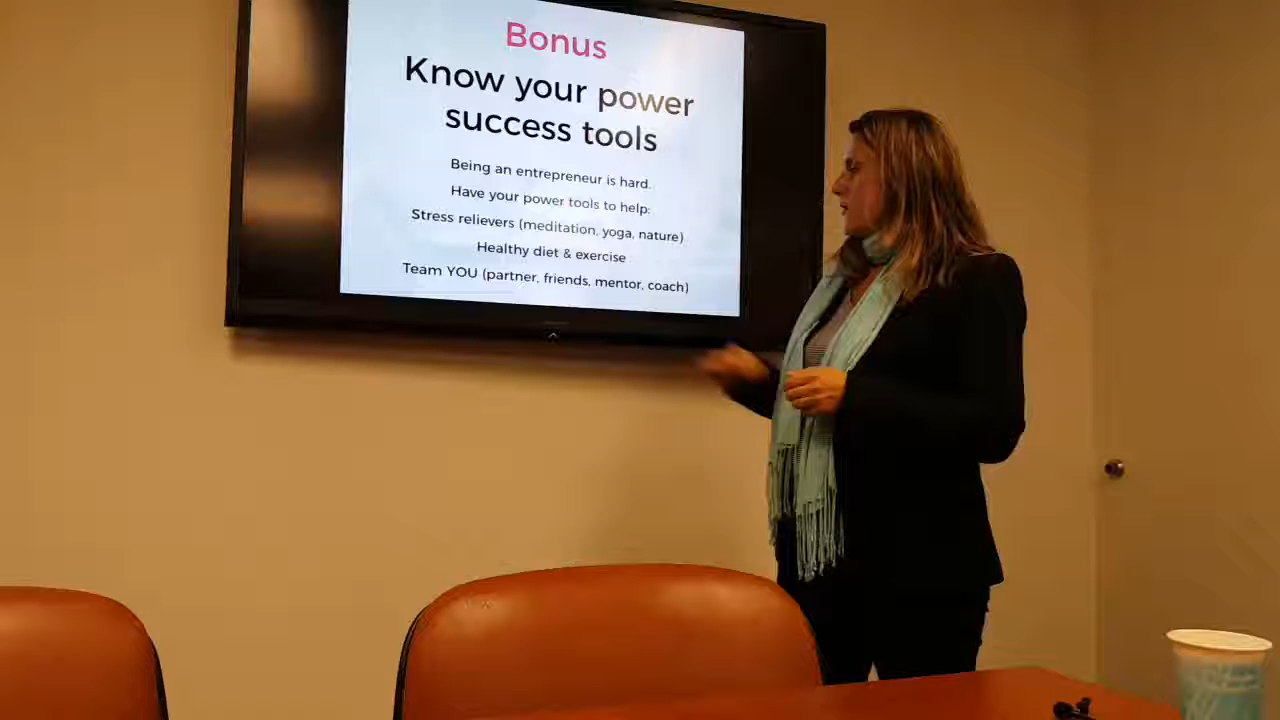 Bonus
Know your power
success tools
Being an entrepreneur is hard.
Have your power tools to help:
Stress relievers (meditation, yoga, nature)
Healthy diet & exercise
Team YOU (partner, friends, mentor, coach)